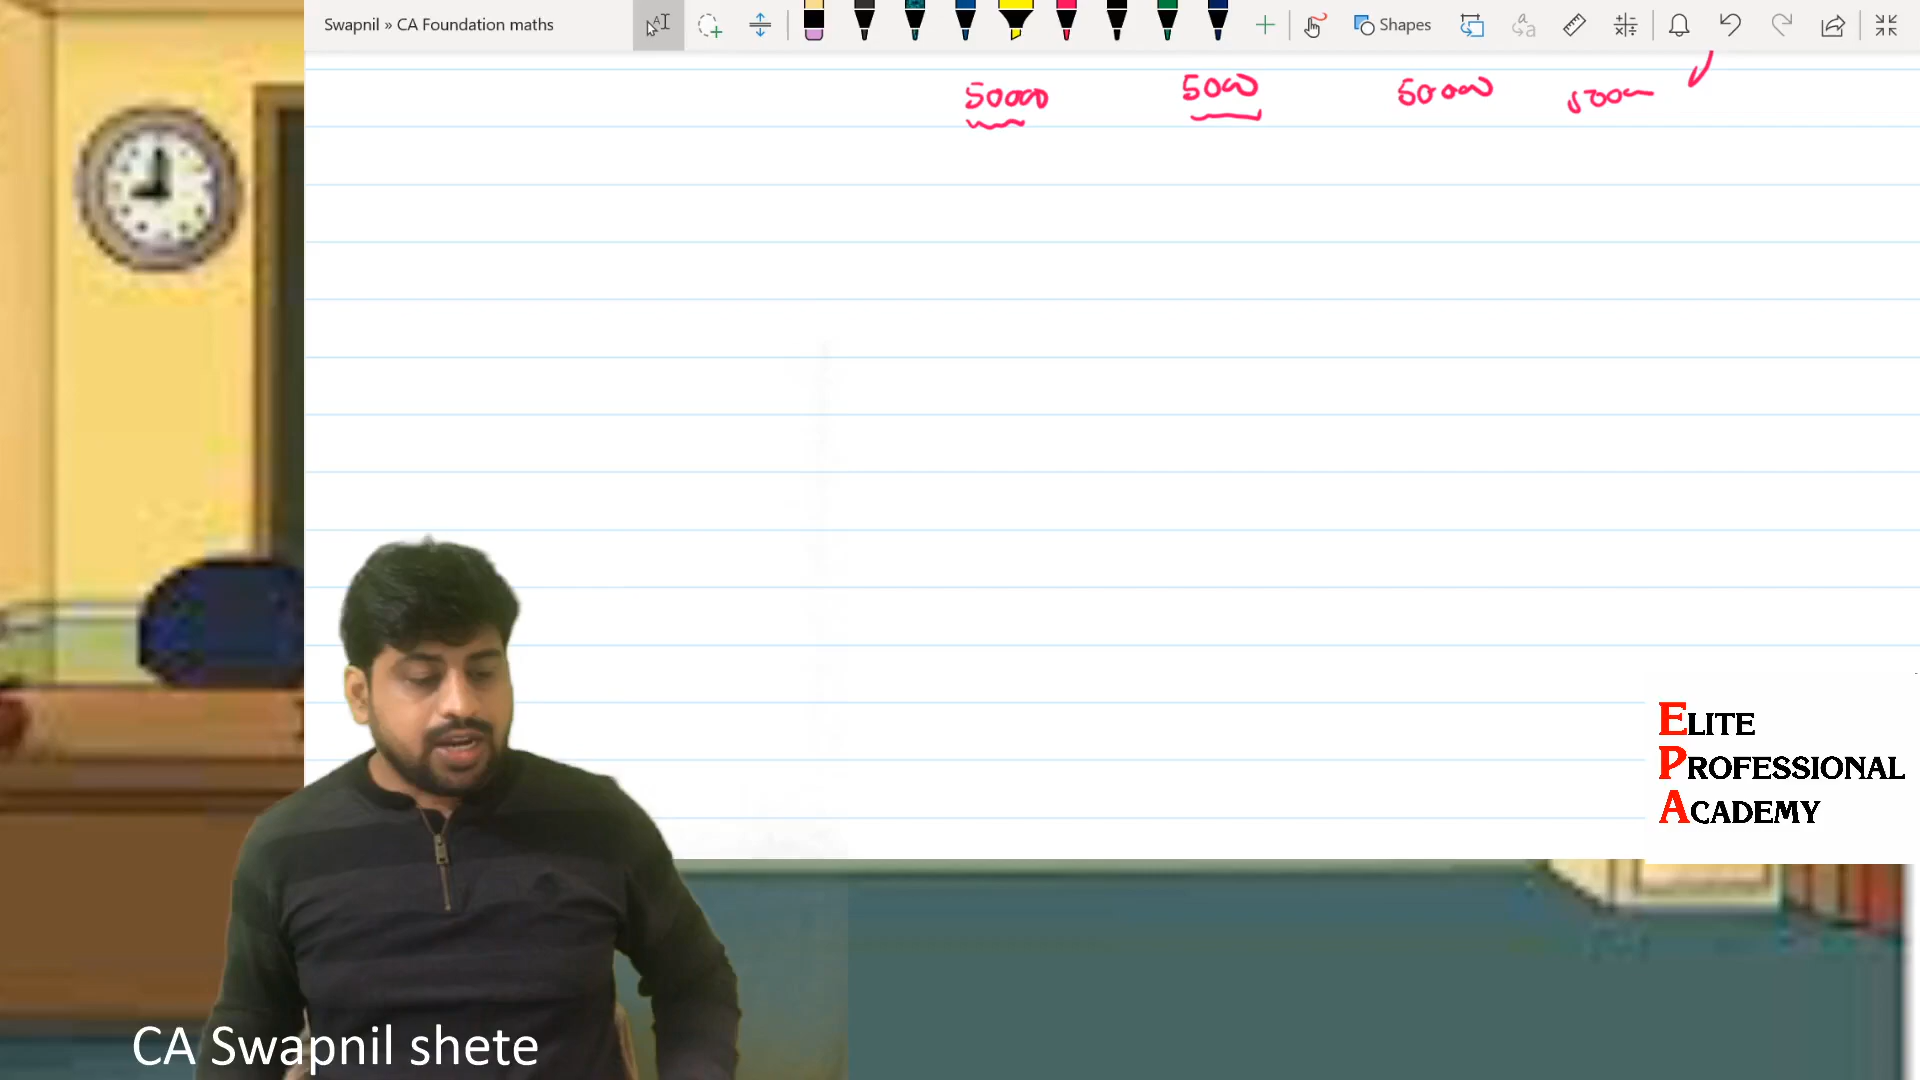 Swapnil » CA Foundation maths
Shapes
50000 5000 50000 5000
ELITE
PROFESSIONAL
ACADEMY
CA Swapnil shete